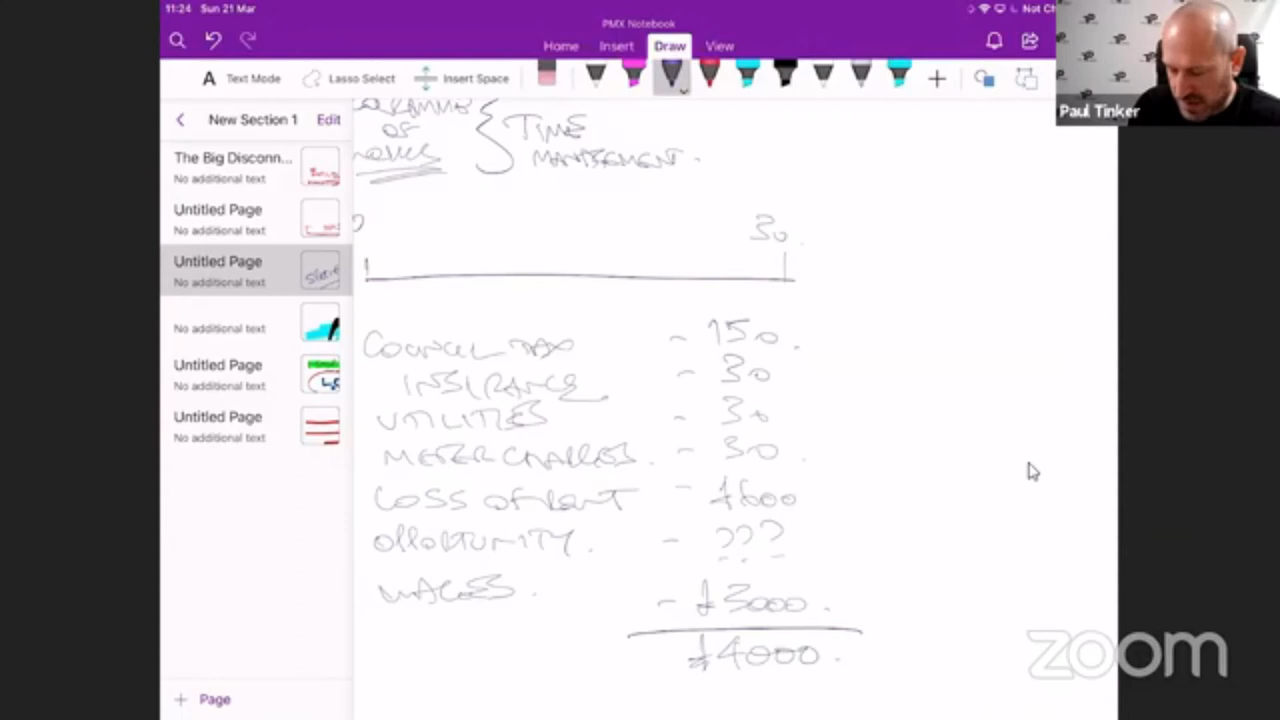 11:24 Sun 21 Mar
Not Ch
PMX Notebook
Home Insert Draw View
A Text Mode Lasso Select Insert Space
Paul Tinker
New Section 1 Edit
The Big Disconn...
No additional text
Untitled Page
No additional text
Untitled Page
No additional text
No additional text
Untitled Page
No additional text
Untitled Page
No additional text
+ Page
OF
TIME
MANAGEMENT.
30
COUNCIL TAX - 150.
INSURANCE - 30
UTILITIES - 30
METER CHARGES. - 30.
LOSS OF RENT - £600
OPPORTUNITY. - ???
WAGES. - £3000.
£4000.
zoom